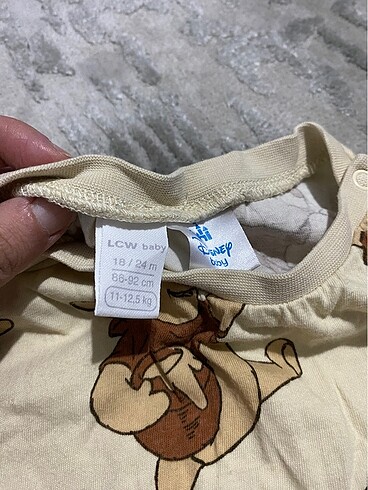 LCW baby
18 / 24 m
86-92 cm
11-12,5 kg
Disney
baby